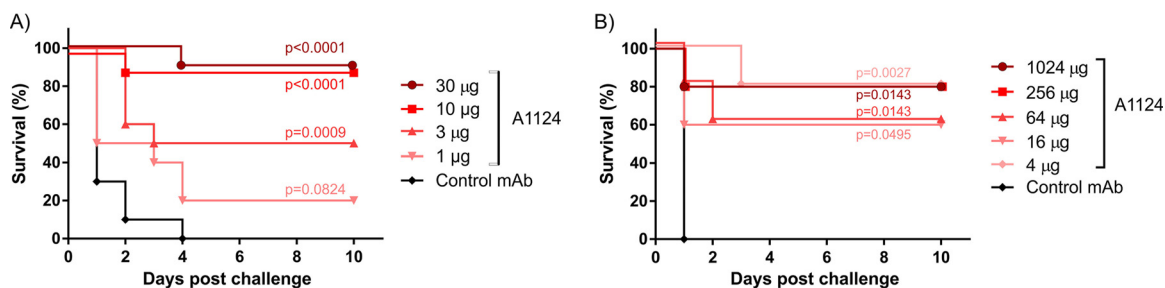 A)
Survival (%)
100
80
60
40
20
0
0 2 4 6 8 10
Days post challenge
p<0.0001
p<0.0001
p=0.0009
p=0.0824
30 µg
10 µg
3 µg
1 µg
Control mAb
A1124
B)
Survival (%)
100
80
60
40
20
0
0 2 4 6 8 10
Days post challenge
p=0.0027
p=0.0143
p=0.0143
p=0.0495
1024 µg
256 µg
64 µg
16 µg
4 µg
Control mAb
A1124